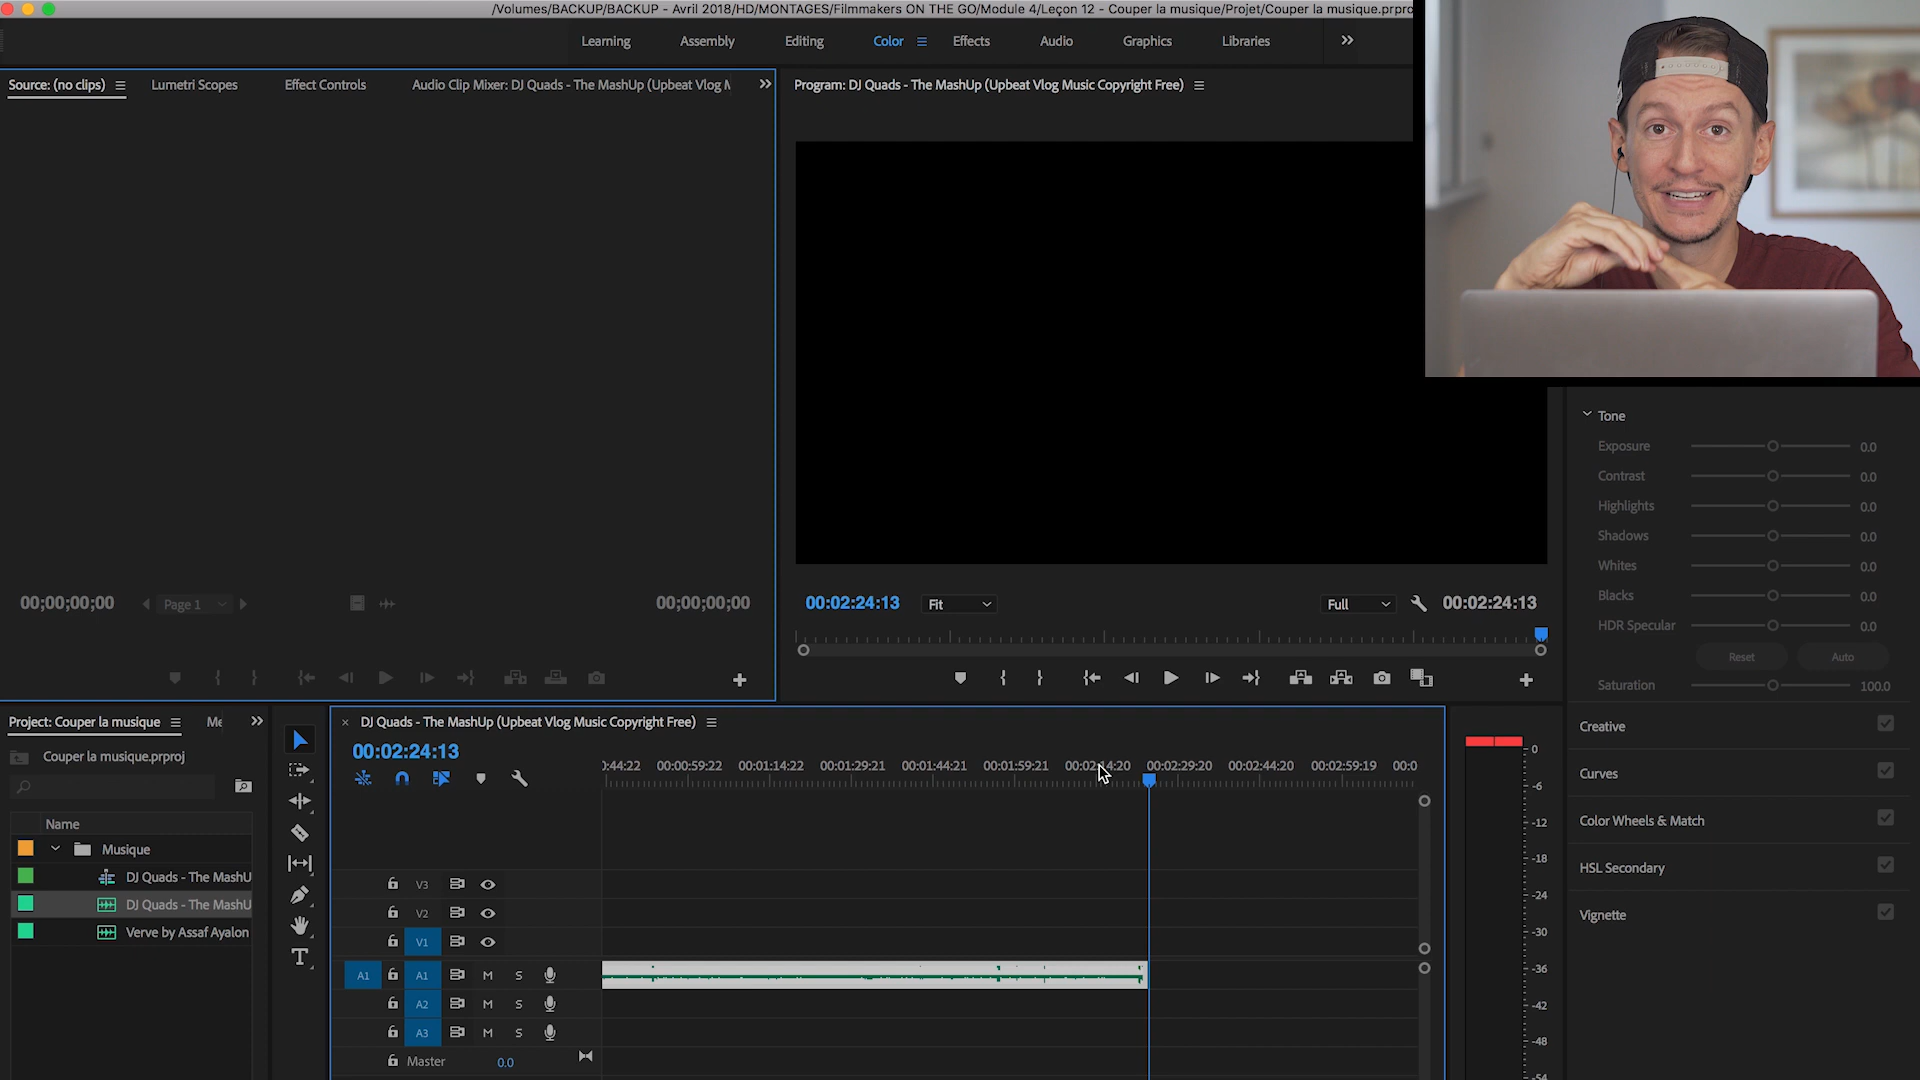 /Volumes/BACKUP/BACKUP - Avril 2018/HD/MONTAGES/Filmmakers ON THE GO/Module 4/Leçon 12 - Couper la musique/Projet/Couper la musique.prpro
Learning Assembly Editing Color Effects Audio Graphics Libraries
Source: (no clips) Lumetri Scopes Effect Controls Audio Clip Mixer: DJ Quads - The MashUp (Upbeat Vlog M
Program: DJ Quads - The MashUp (Upbeat Vlog Music Copyright Free)
Tone
Exposure 0.0
Contrast 0.0
Highlights 0.0
Shadows 0.0
Whites 0.0
Blacks 0.0
HDR Specular 0.0
Reset Auto
Saturation 100.0
Creative
Curves
Color Wheels & Match
HSL Secondary
Vignette
00;00;00;00 Page 1 00;00;00;00
00:02:24:13 Fit Full 00:02:24:13
Project: Couper la musique Me
Couper la musique.prproj
Name
Musique
DJ Quads - The MashU
DJ Quads - The MashU
Verve by Assaf Ayalon
DJ Quads - The MashUp (Upbeat Vlog Music Copyright Free)
00:02:24:13
):44:22 00:00:59:22 00:01:14:22 00:01:29:21 00:01:44:21 00:01:59:21 00:02:14:20 00:02:29:20 00:02:44:20 00:02:59:19 00:0
V3
V2
V1
A1 A1 M S
A2 M S
A3 M S
Master 0.0
0
-6
-12
-18
-24
-30
-36
-42
-48
-54